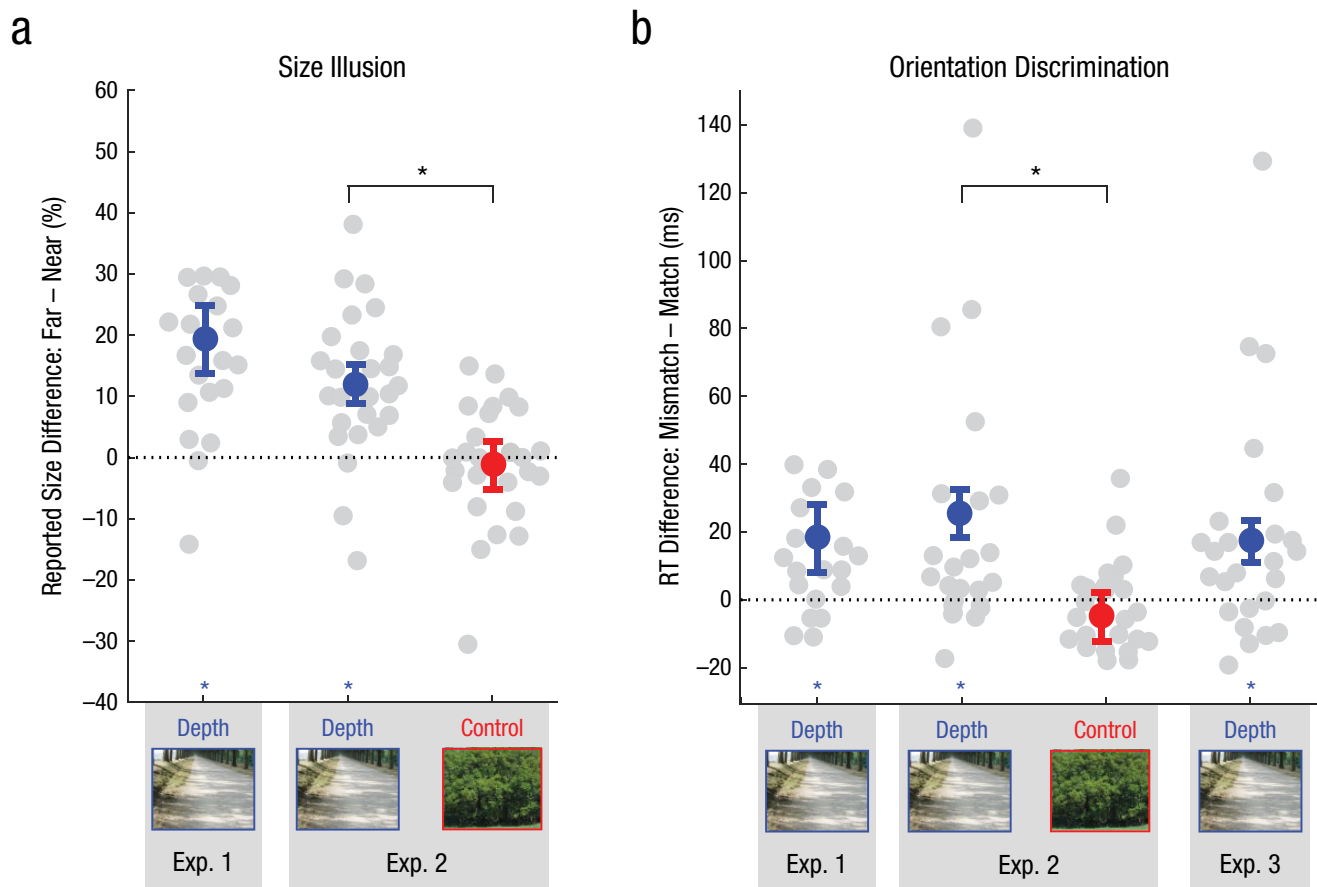 a
Size Illusion
Reported Size Difference: Far – Near (%)
60
50
40
30
20
10
0
–10
–20
–30
–40
*
*
*
Depth
Depth
Control
Exp. 1
Exp. 2
b
Orientation Discrimination
RT Difference: Mismatch – Match (ms)
140
120
100
80
60
40
20
0
–20
*
*
*
*
Depth
Depth
Control
Depth
Exp. 1
Exp. 2
Exp. 3